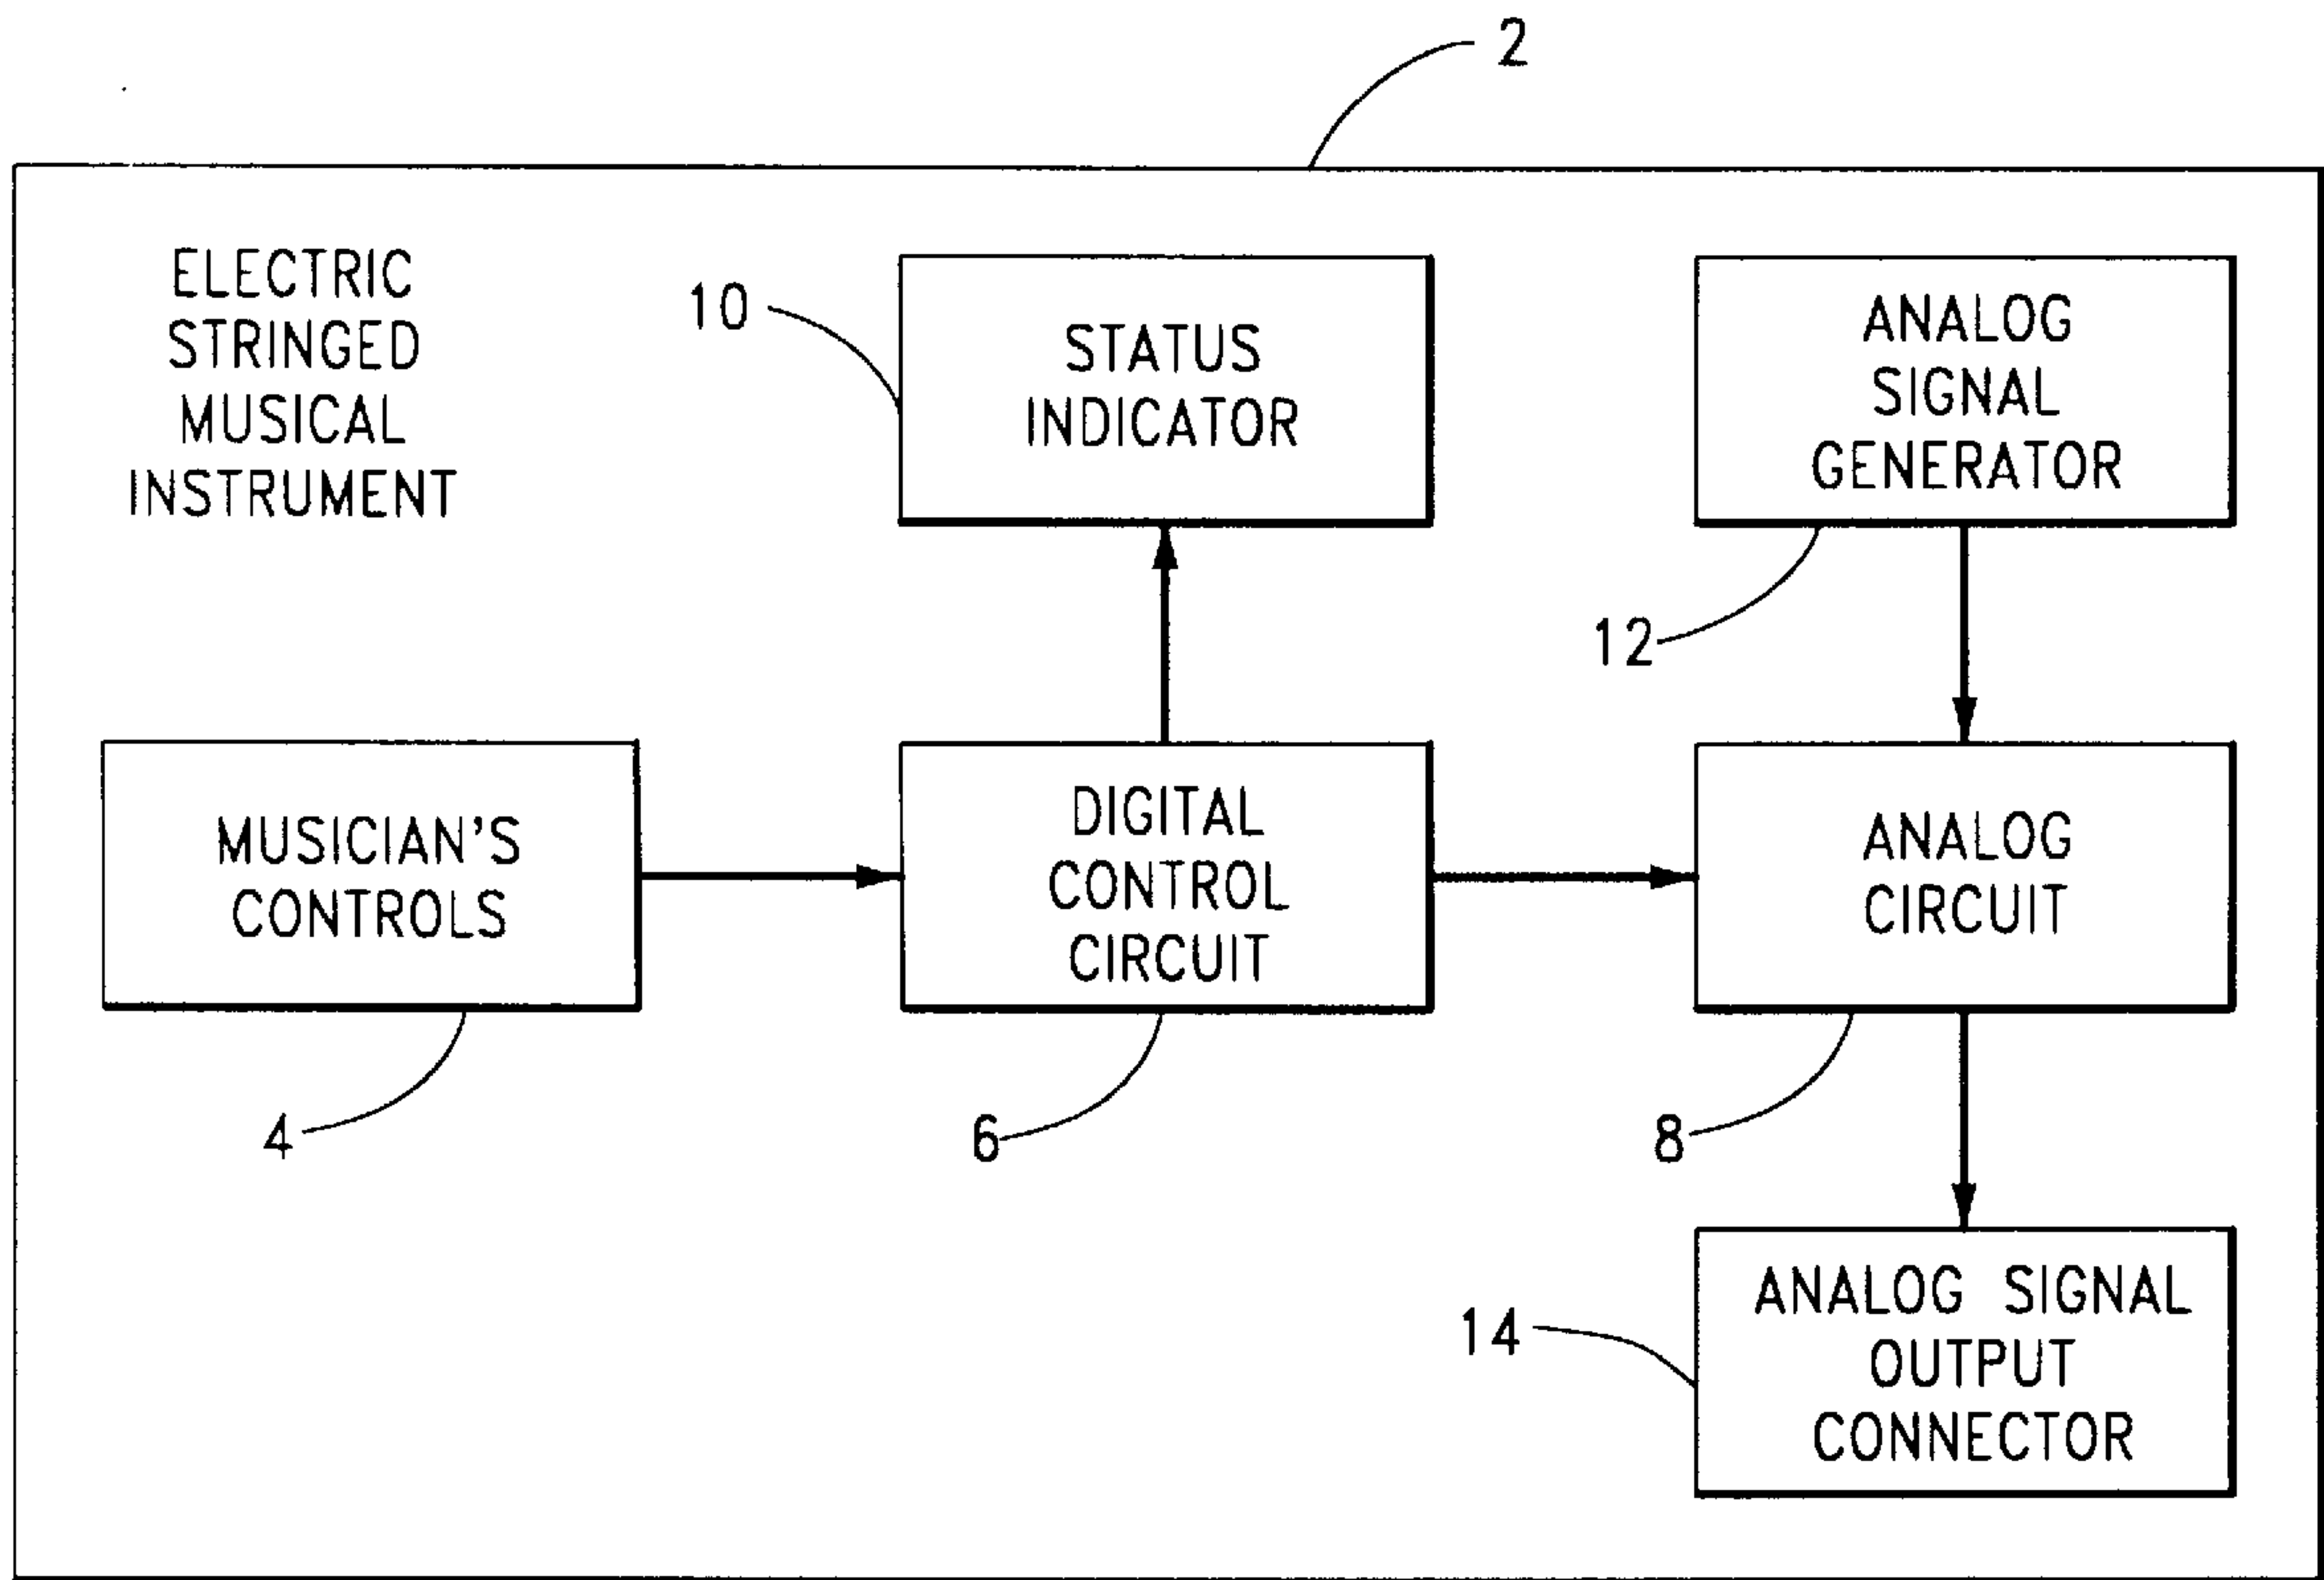 2
ELECTRIC
STRINGED
MUSICAL
INSTRUMENT
10
STATUS
INDICATOR
ANALOG
SIGNAL
GENERATOR
12
MUSICIAN'S
CONTROLS
DIGITAL
CONTROL
CIRCUIT
ANALOG
CIRCUIT
4
6
8
14
ANALOG SIGNAL
OUTPUT
CONNECTOR